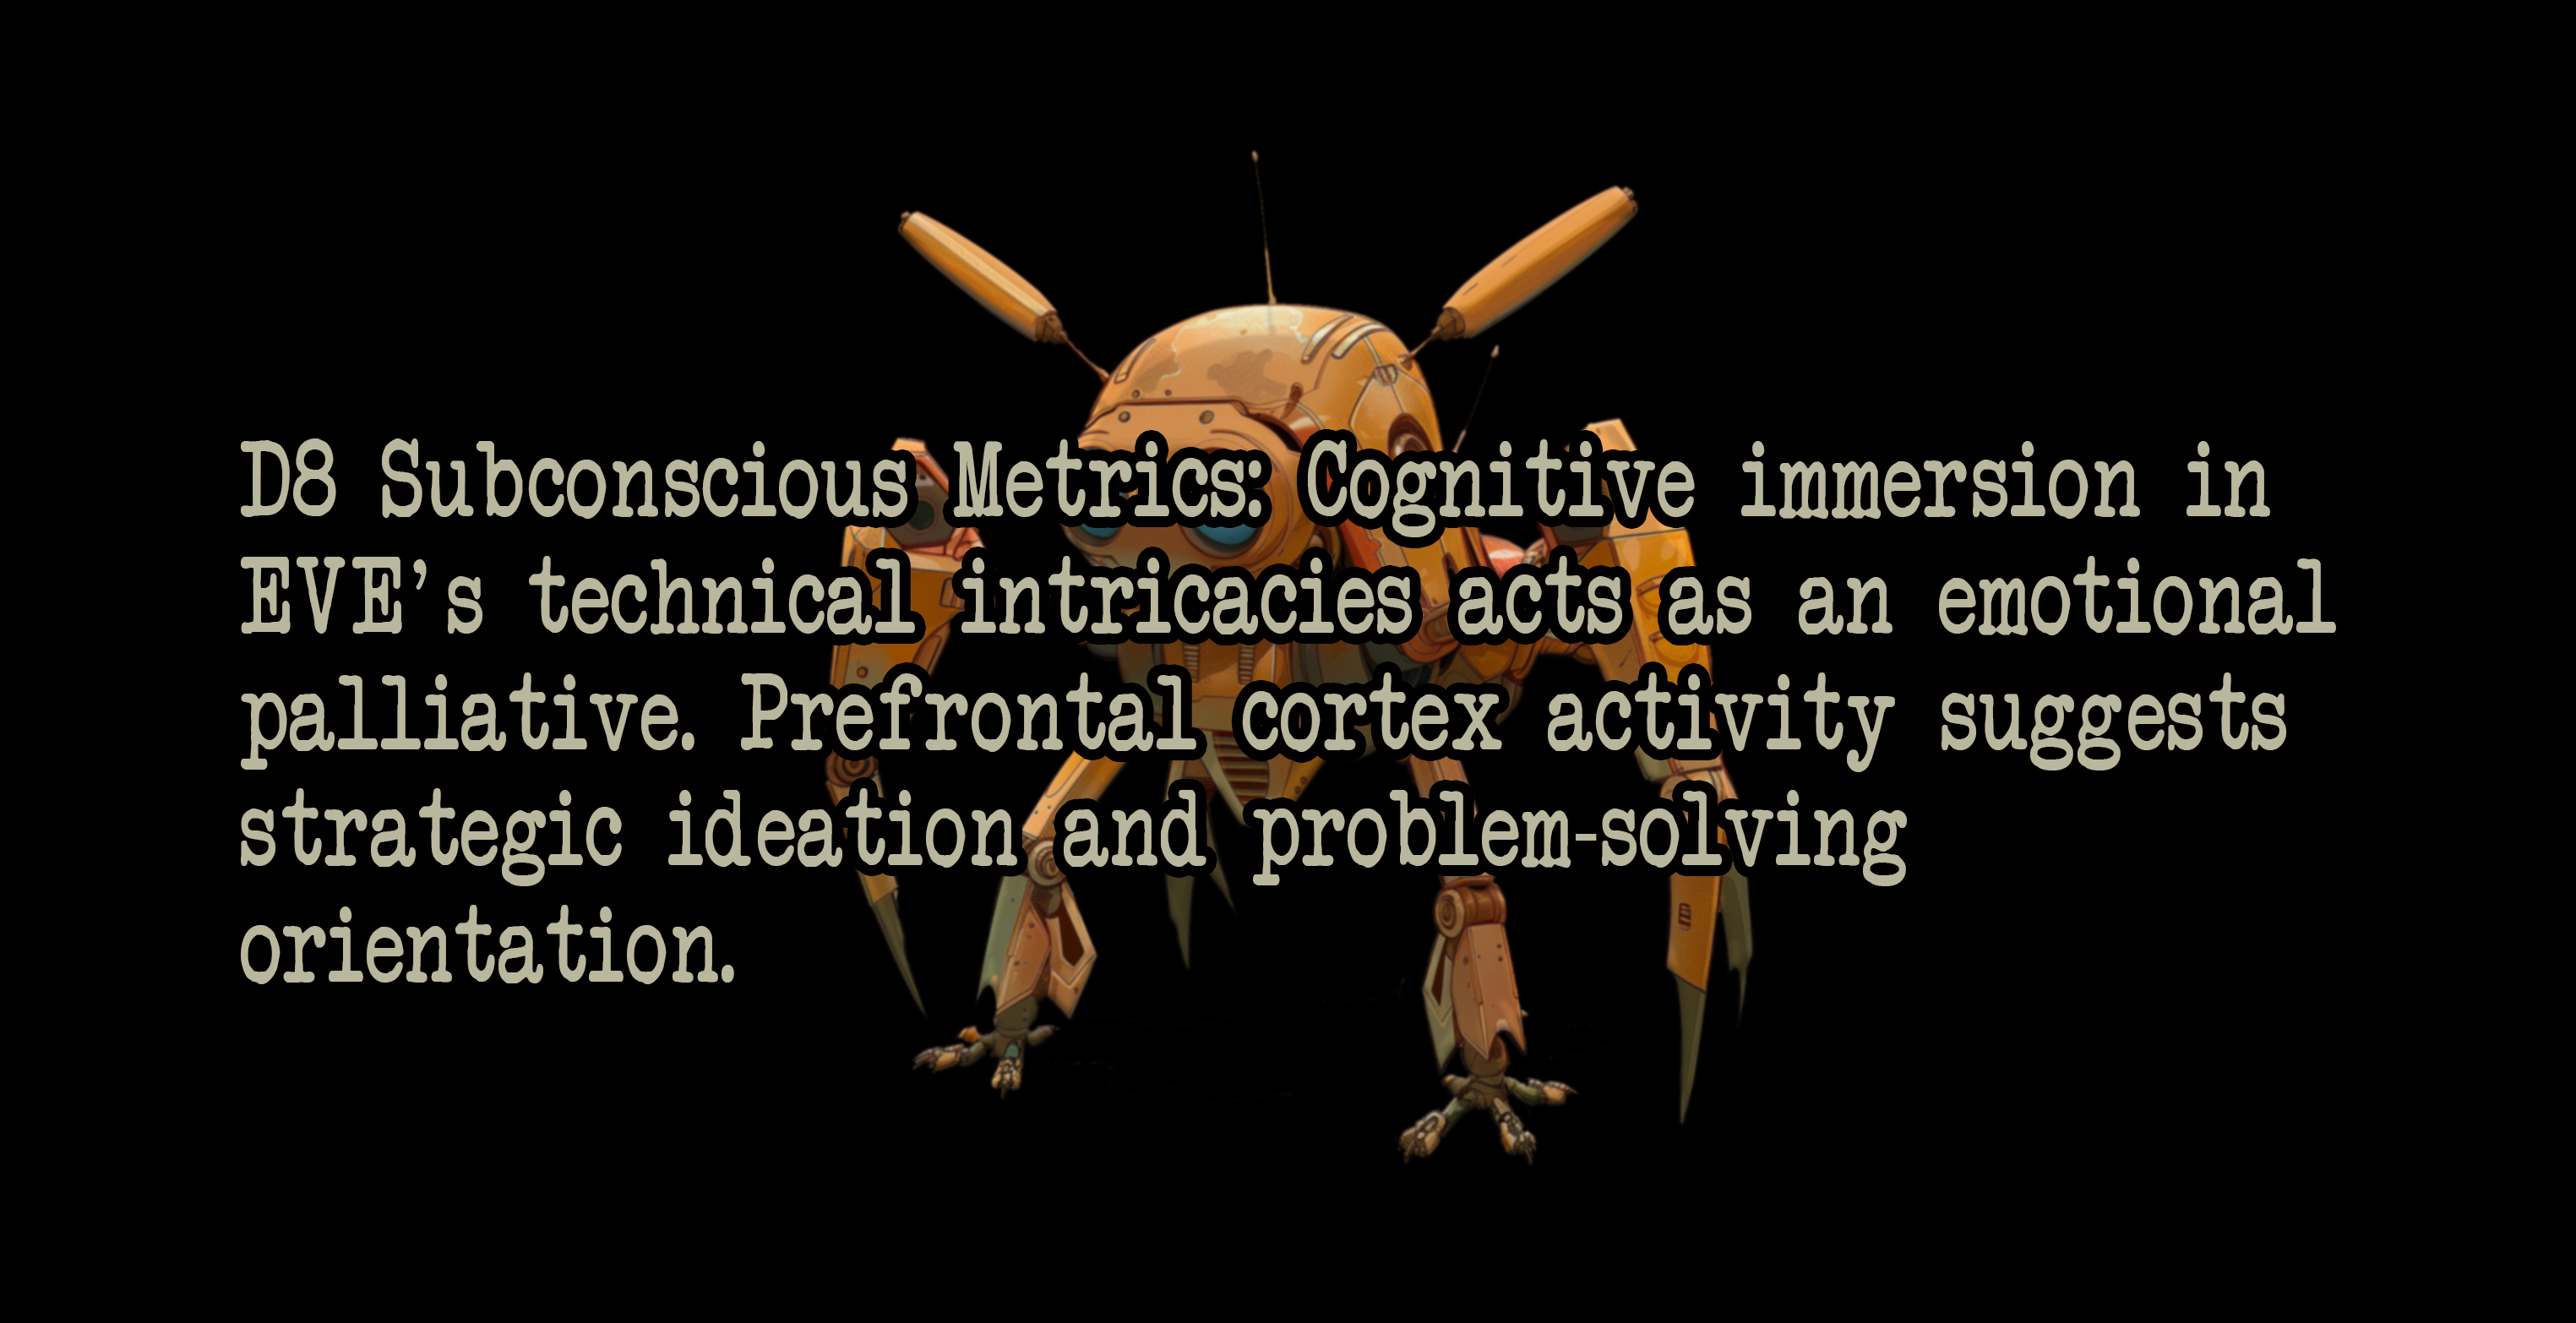 D8 Subconscious Metrics: Cognitive immersion in
EVE’s technical intricacies acts as an emotional
palliative. Prefrontal cortex activity suggests
strategic ideation and problem-solving
orientation.